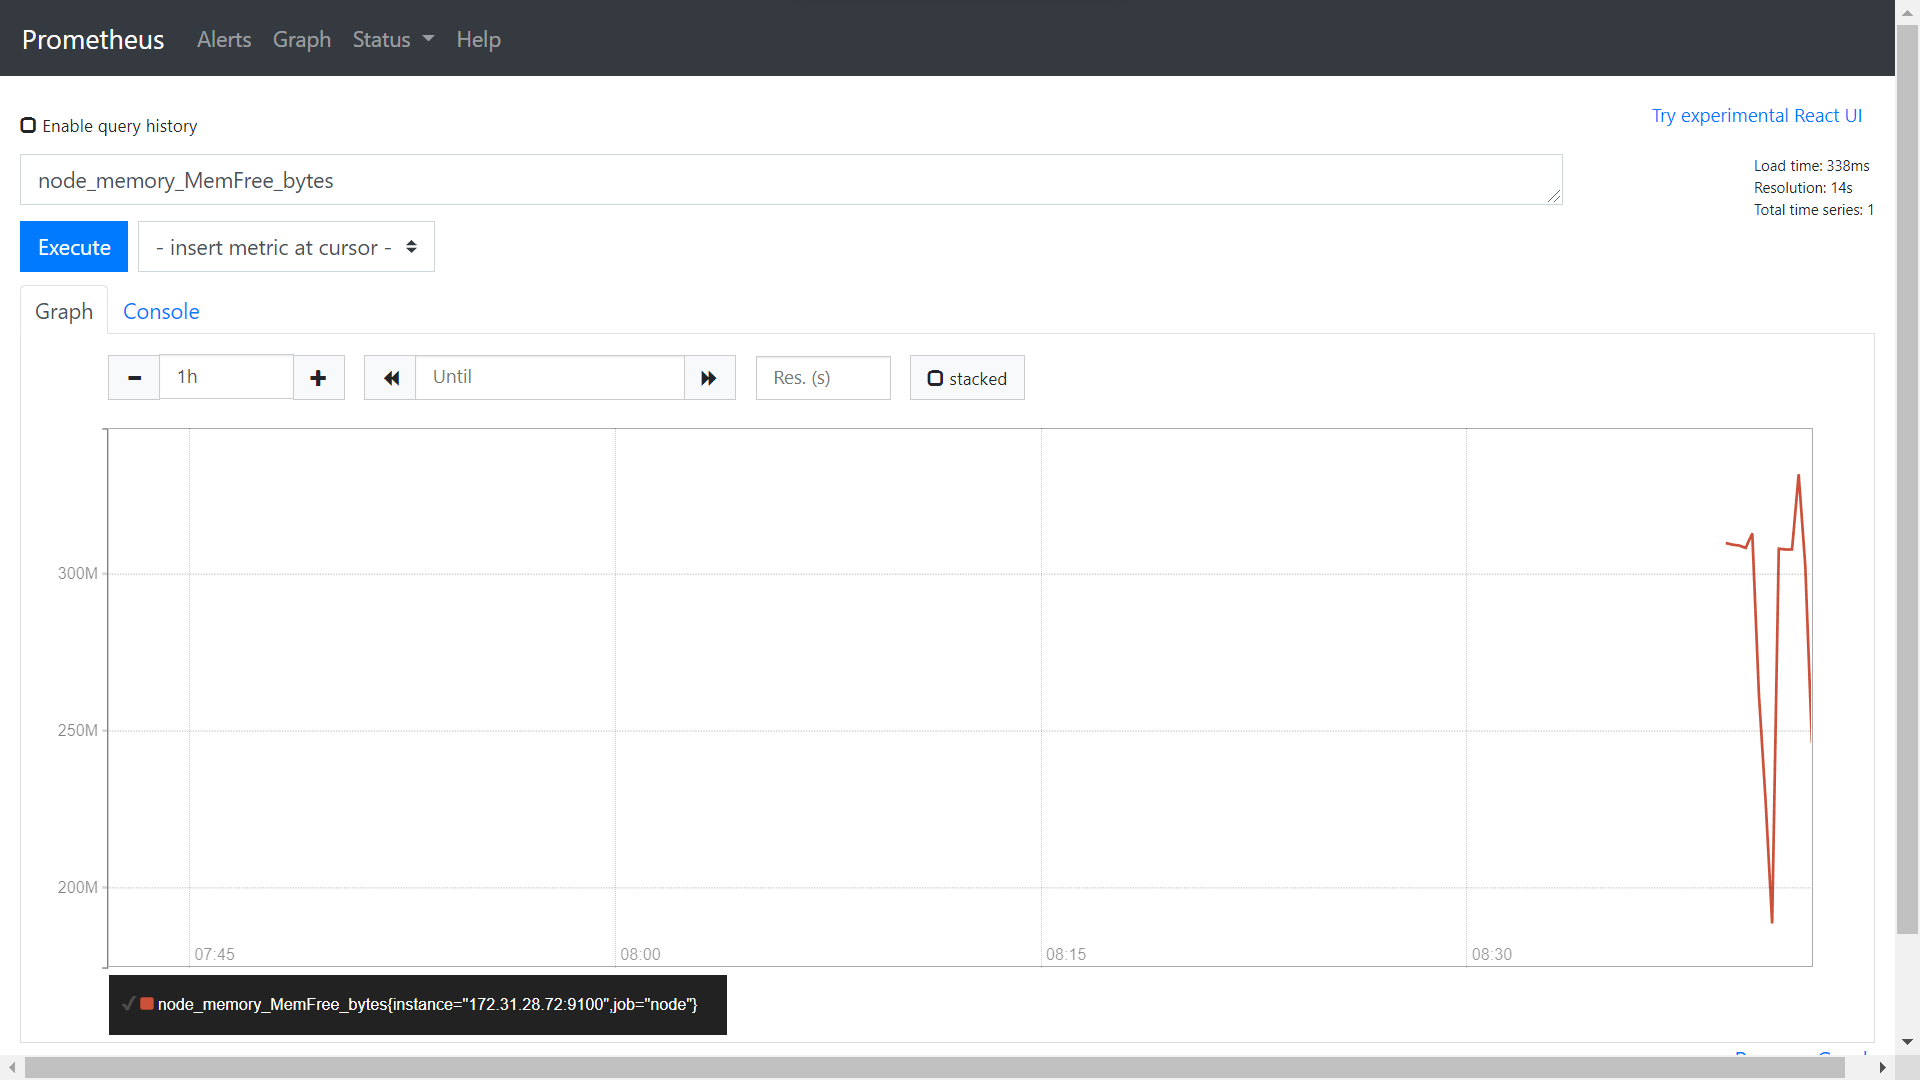 Prometheus Alerts Graph Status Help
Try experimental React UI
Enable query history
node_memory_MemFree_bytes
Load time: 338ms
Resolution: 14s
Total time series: 1
Execute
- insert metric at cursor -
Graph Console
1h Until Res. (s) stacked
300M
250M
200M
07:45 08:00 08:15 08:30
node_memory_MemFree_bytes{instance="172.31.28.72:9100",job="node"}